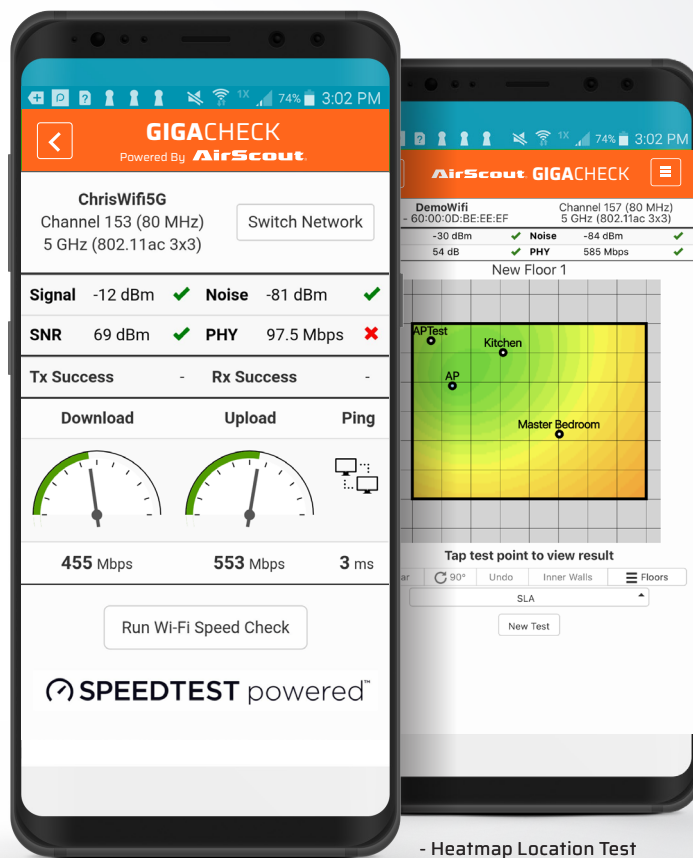 1X 74% 3:02 PM
GIGACHECK
Powered By AirScout
ChrisWifi5G
Channel 153 (80 MHz)
5 GHz (802.11ac 3x3)
Switch Network
Signal -12 dBm Noise -81 dBm
SNR 69 dBm PHY 97.5 Mbps
Tx Success - Rx Success -
Download Upload Ping
455 Mbps 553 Mbps 3 ms
Run Wi-Fi Speed Check
SPEEDTEST powered™
1X 74% 3:02 PM
AirScout GIGACHECK
DemoWifi
- 60:00:0D:BE:EE:EF
Channel 157 (80 MHz)
5 GHz (802.11ac 3x3)
-30 dBm Noise -84 dBm
54 dB PHY 585 Mbps
New Floor 1
APTest
Kitchen
AP
Master Bedroom
Tap test point to view result
ar 90° Undo Inner Walls Floors
SLA
New Test
- Heatmap Location Test